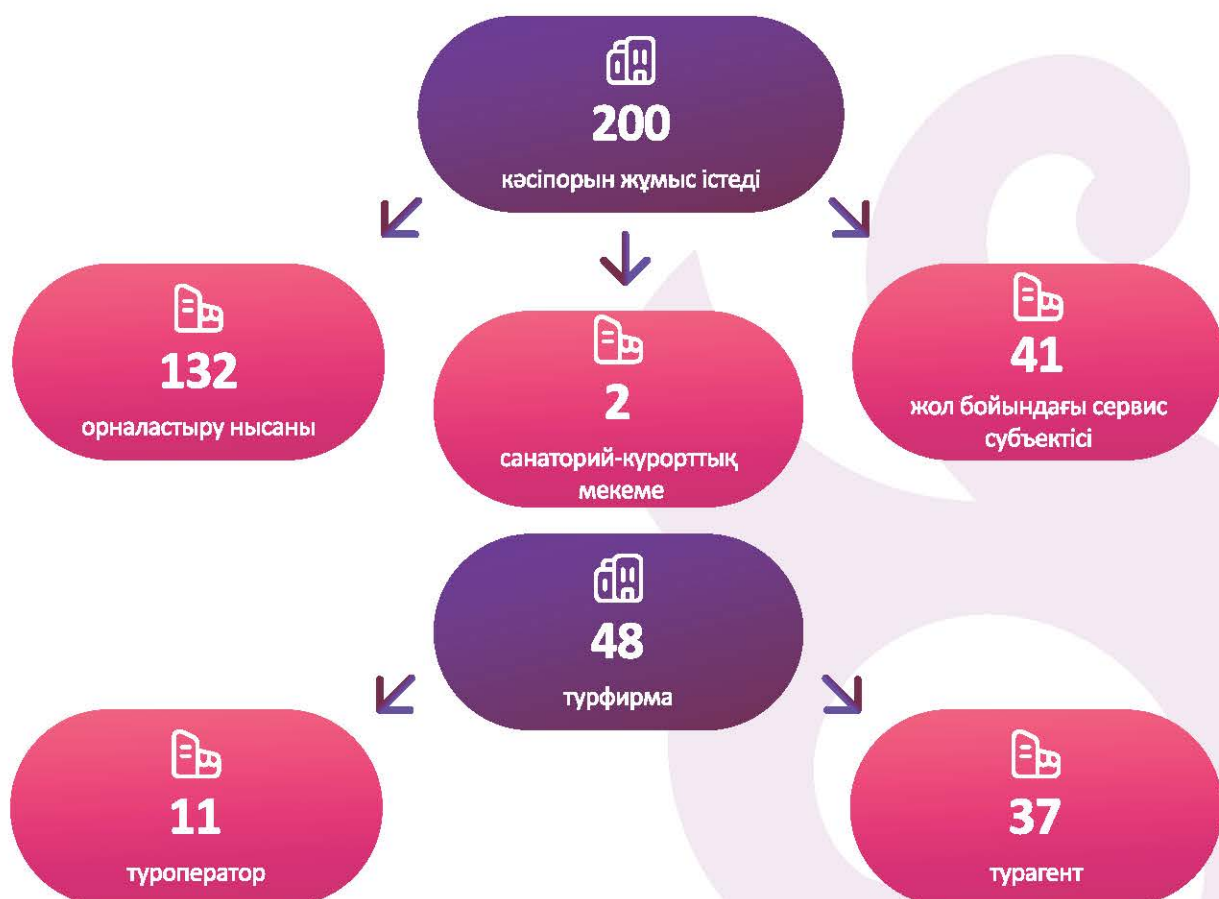 200
кәсіпорын жұмыс істеді
132
орналастыру нысаны
2
санаторий-курорттық
мекеме
41
жол бойындағы сервис
субъектісі
48
турфирма
11
туроператор
37
турагент